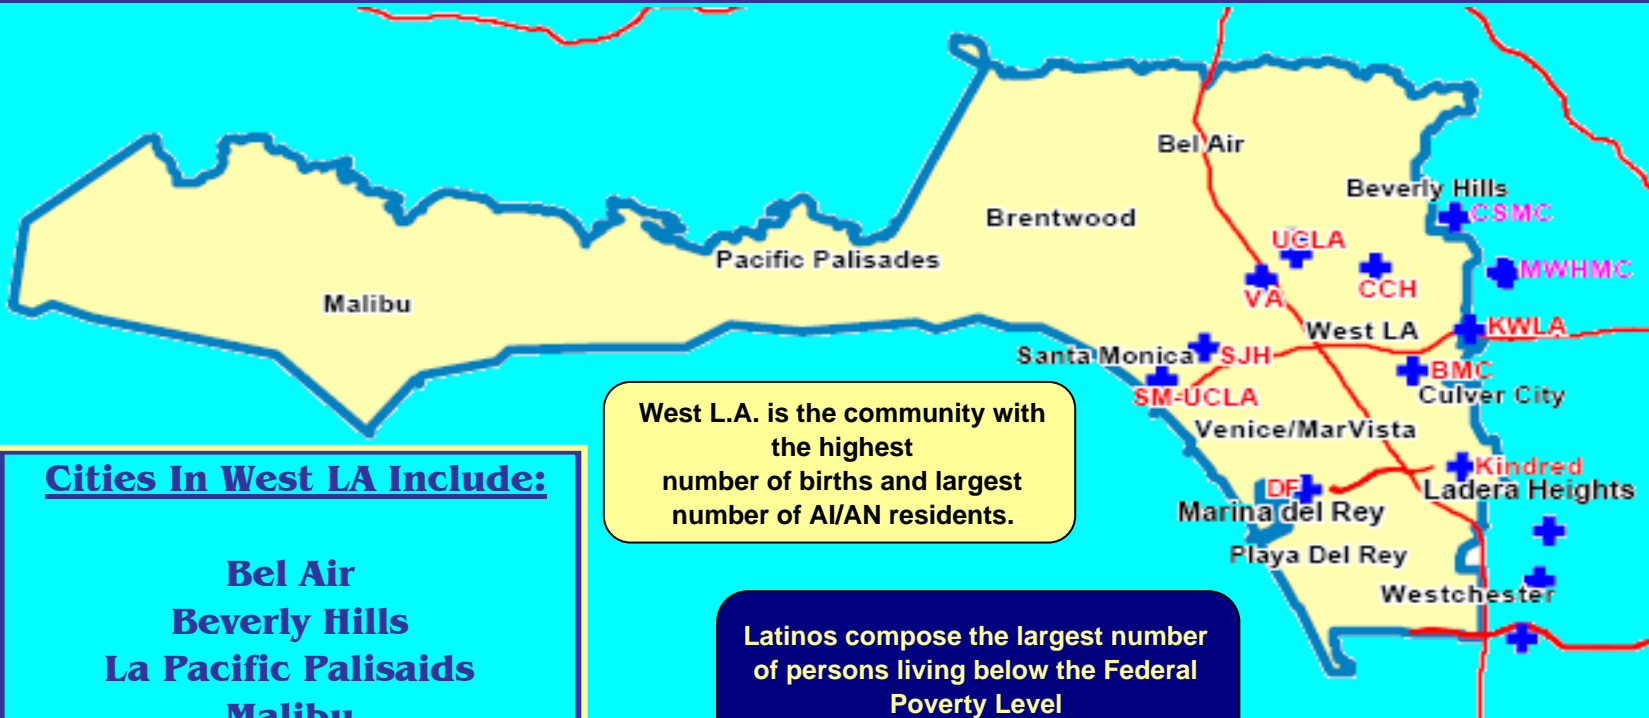 Bel Air
Beverly Hills
CSMC
Brentwood
UCLA
Pacific Palisades
MWHMC
VA
CCH
Malibu
West LA
KWLA
Santa Monica
SJH
BMC
SM-UCLA
Culver City
Venice/MarVista
Kindred
DF
Ladera Heights
Marina del Rey
Playa Del Rey
Westchester
West L.A. is the community with
the highest
number of births and largest
number of AI/AN residents.
Cities In West LA Include:
Bel Air
Beverly Hills
La Pacific Palisaids
Malibu
Latinos compose the largest number
of persons living below the Federal
Poverty Level